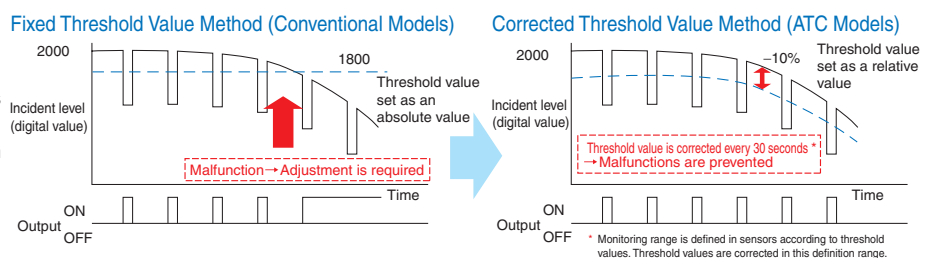 Fixed Threshold Value Method (Conventional Models)
2000
1800
Threshold value
set as an
absolute value
Incident level
(digital value)
Malfunction→Adjustment is required
Time
ON
Output
OFF
Corrected Threshold Value Method (ATC Models)
2000
–10%
Threshold value
set as a relative
value
Incident level
(digital value)
Threshold value is corrected every 30 seconds *
→Malfunctions are prevented
Time
ON
Output
OFF
* Monitoring range is defined in sensors according to threshold
values. Threshold values are corrected in this definition range.